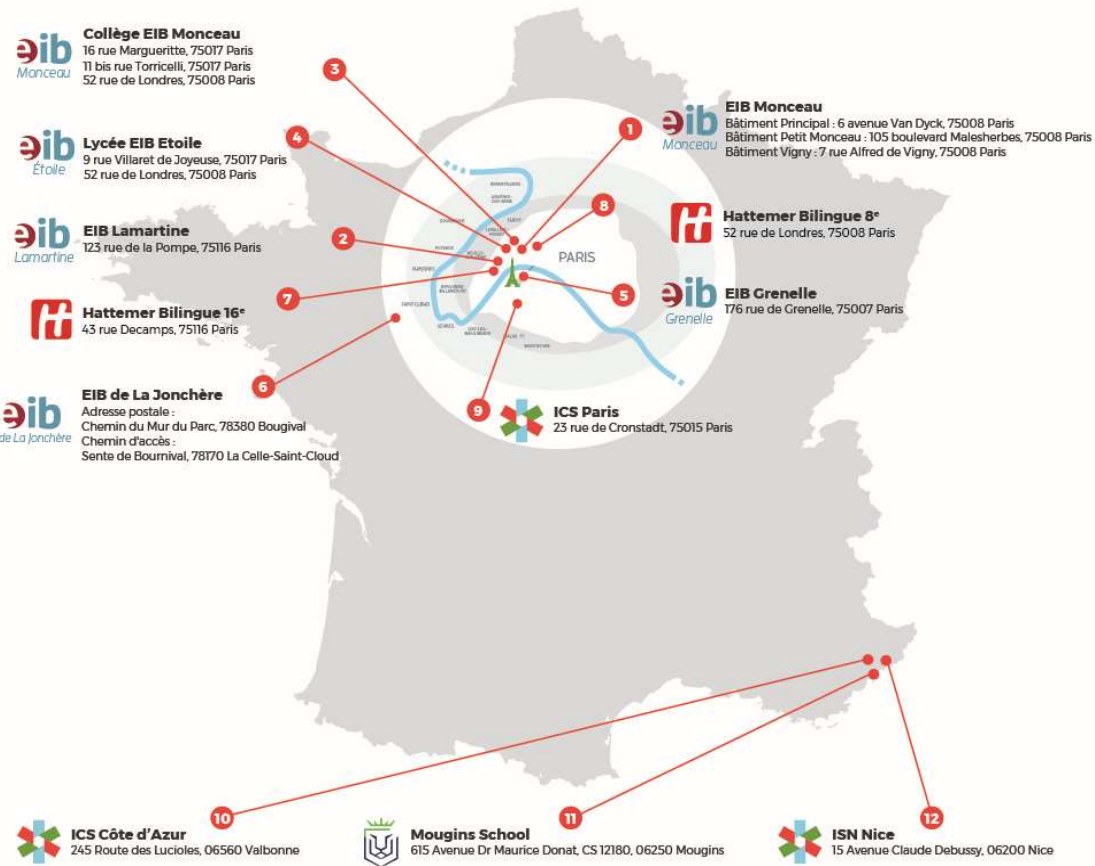 eib
Monceau
Collège EIB Monceau
16 rue Margueritte, 75017 Paris
11 bis rue Torricelli, 75017 Paris
52 rue de Londres, 75008 Paris
3
eib
Étoile
Lycée EIB Etoile
9 rue Villaret de Joyeuse, 75017 Paris
52 rue de Londres, 75008 Paris
4
eib
Lamartine
EIB Lamartine
123 rue de la Pompe, 75116 Paris
2
Hattemer Bilingue 16e
43 rue Decamps, 75116 Paris
7
eib
de La Jonchère
EIB de La Jonchère
Adresse postale :
Chemin du Mur du Parc, 78380 Bougival
Chemin d'accès :
Sente de Bournival, 78170 La Celle-Saint-Cloud
6
1
eib
Monceau
EIB Monceau
Bâtiment Principal : 6 avenue Van Dyck, 75008 Paris
Bâtiment Petit Monceau : 105 boulevard Malesherbes, 75008 Paris
Bâtiment Vigny : 7 rue Alfred de Vigny, 75008 Paris
8
Hattemer Bilingue 8e
52 rue de Londres, 75008 Paris
PARIS
5
eib
Grenelle
EIB Grenelle
176 rue de Grenelle, 75007 Paris
9
ICS Paris
23 rue de Cronstadt, 75015 Paris
10
ICS Côte d'Azur
245 Route des Lucioles, 06560 Valbonne
11
Mougins School
615 Avenue Dr Maurice Donat, CS 12180, 06250 Mougins
12
ISN Nice
15 Avenue Claude Debussy, 06200 Nice